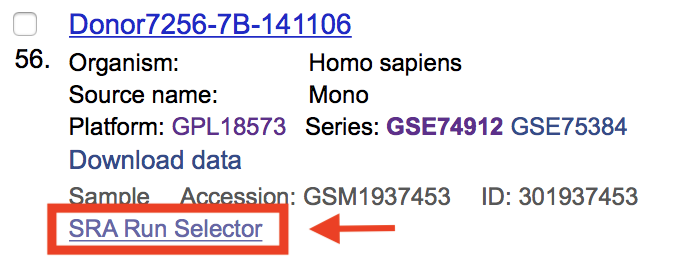 Donor7256-7B-141106
56. Organism: Homo sapiens
Source name: Mono
Platform: GPL18573 Series: GSE74912 GSE75384
Download data
Sample Accession: GSM1937453 ID: 301937453
SRA Run Selector